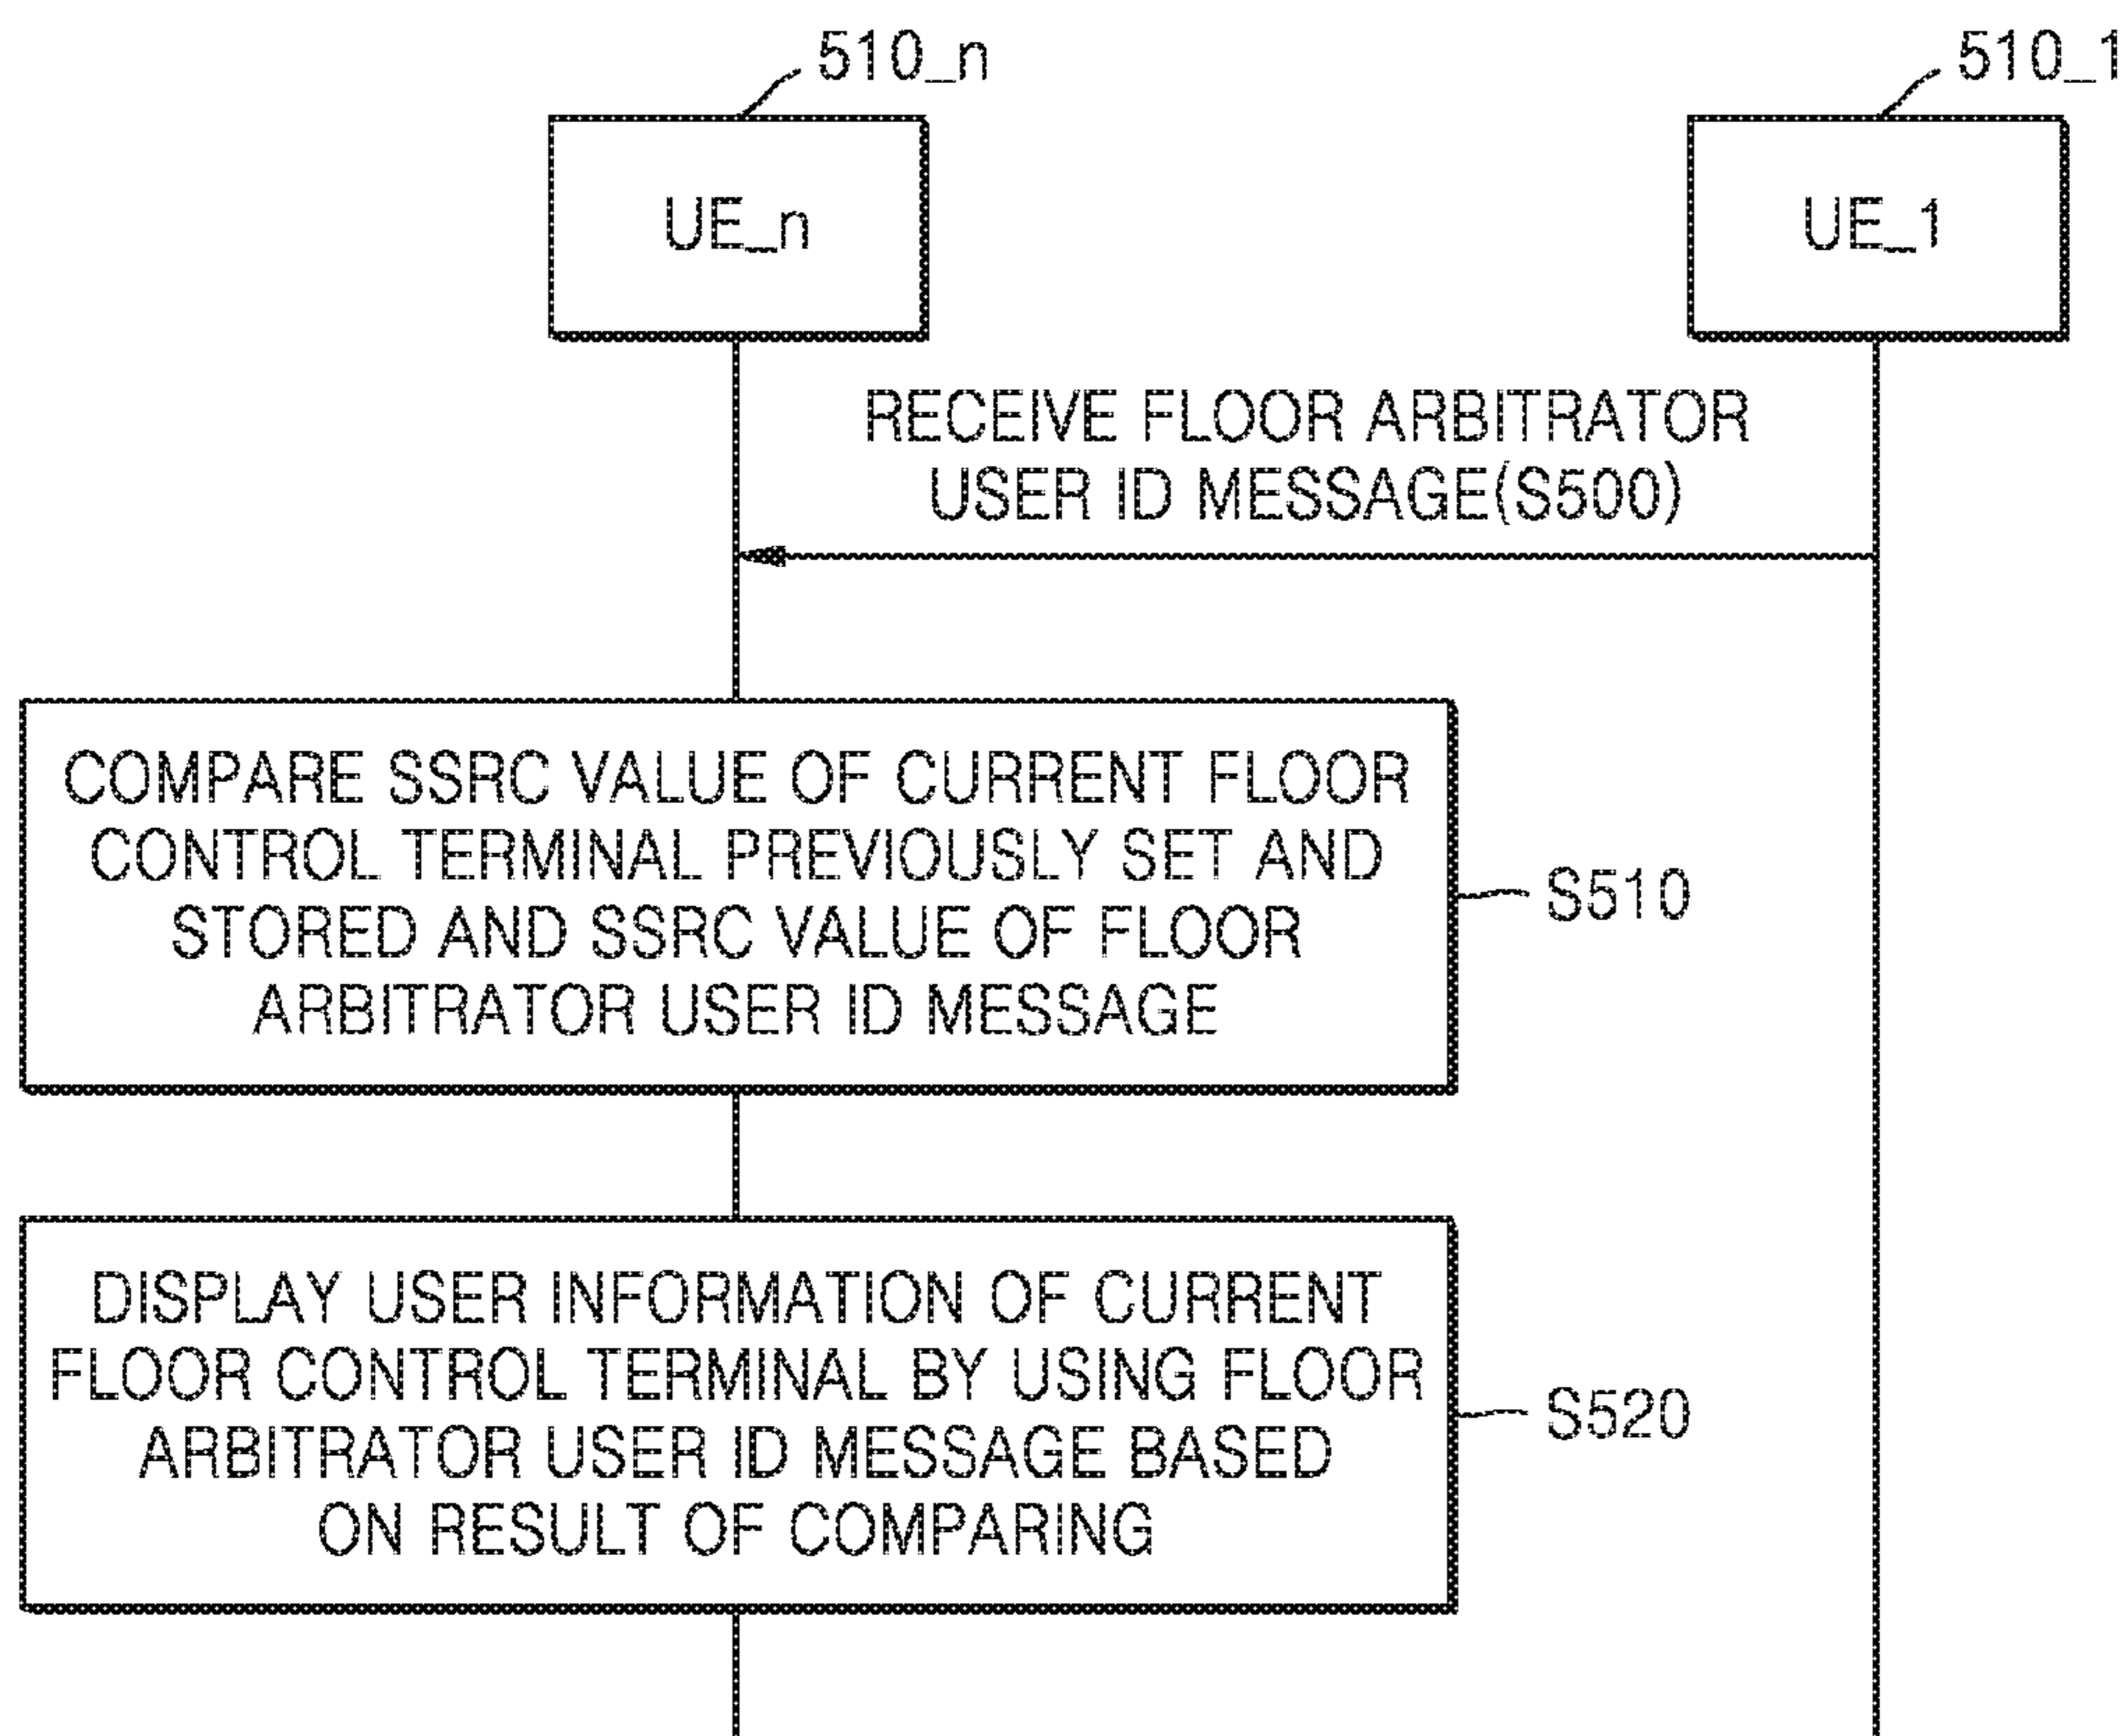 510_n
510_1
UE_n
UE_1
RECEIVE FLOOR ARBITRATOR
USER ID MESSAGE(S500)
COMPARE SSRC VALUE OF CURRENT FLOOR
CONTROL TERMINAL PREVIOUSLY SET AND
STORED AND SSRC VALUE OF FLOOR
ARBITRATOR USER ID MESSAGE
S510
DISPLAY USER INFORMATION OF CURRENT
FLOOR CONTROL TERMINAL BY USING FLOOR
ARBITRATOR USER ID MESSAGE BASED
ON RESULT OF COMPARING
S520